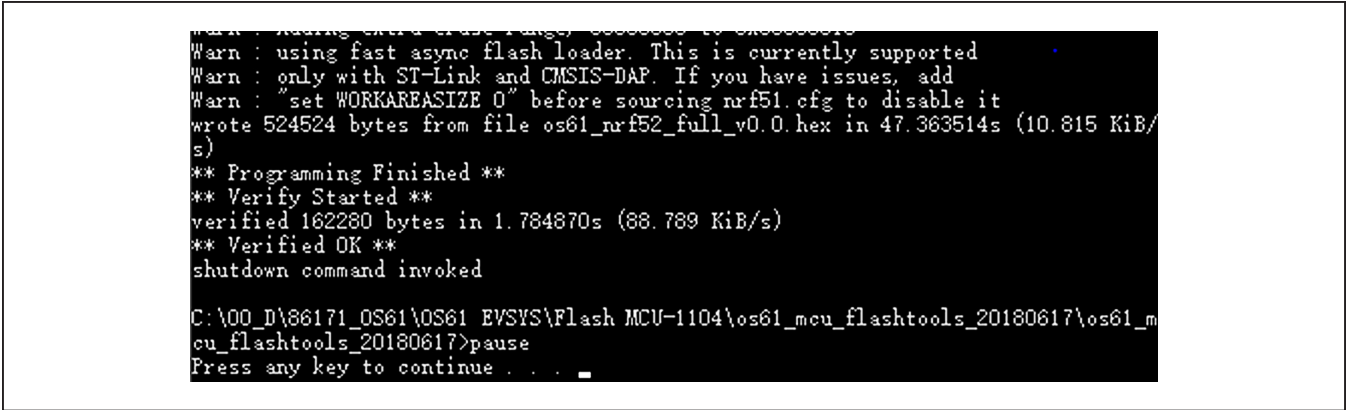 Warn : using fast async flash loader. This is currently supported
Warn : only with ST-Link and CMSIS-DAP. If you have issues, add
Warn : "set WORKAREASIZE 0" before sourcing nrf51.cfg to disable it
wrote 524524 bytes from file os61_nrf52_full_v0.0.hex in 47.363514s (10.815 KiB/
s)
** Programming Finished **
** Verify Started **
verified 162280 bytes in 1.784870s (88.789 KiB/s)
** Verified OK **
shutdown command invoked
C:\00_D\86171_OS61\OS61 EVSYS\Flash MCU-1104\os61_mcu_flashtools_20180617\os61_m
cu_flashtools_20180617>pause
Press any key to continue . . .